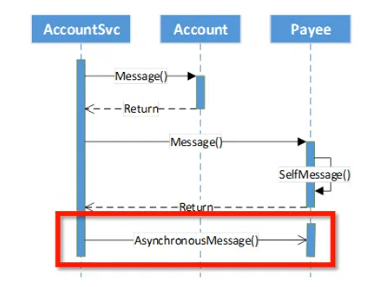 AccountSvc
Account
Payee
Message()
Return
Message()
SelfMessage()
Return
AsynchronousMessage()